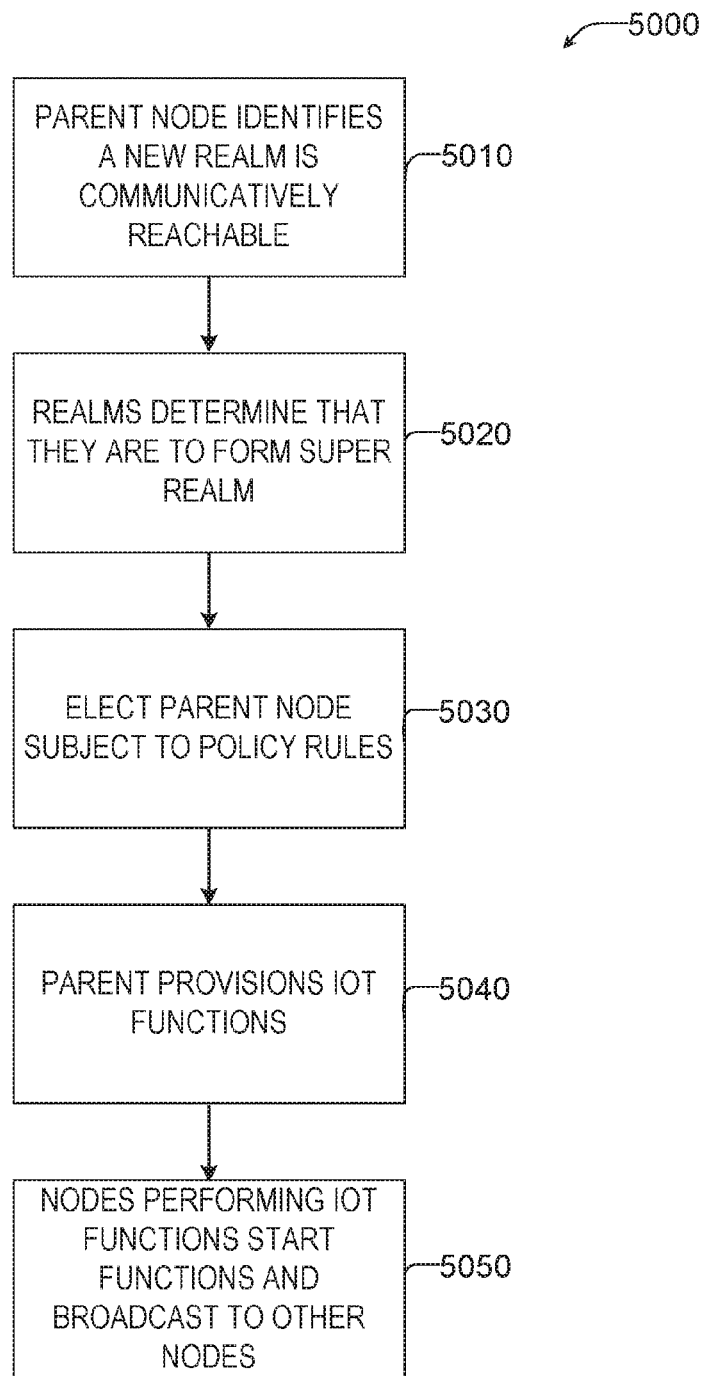 5000
PARENT NODE IDENTIFIES
A NEW REALM IS
COMMUNICATIVELY
REACHABLE
5010
REALMS DETERMINE THAT
THEY ARE TO FORM SUPER
REALM
5020
ELECT PARENT NODE
SUBJECT TO POLICY RULES
5030
PARENT PROVISIONS IOT
FUNCTIONS
5040
NODES PERFORMING IOT
FUNCTIONS START
FUNCTIONS AND
BROADCAST TO OTHER
NODES
5050